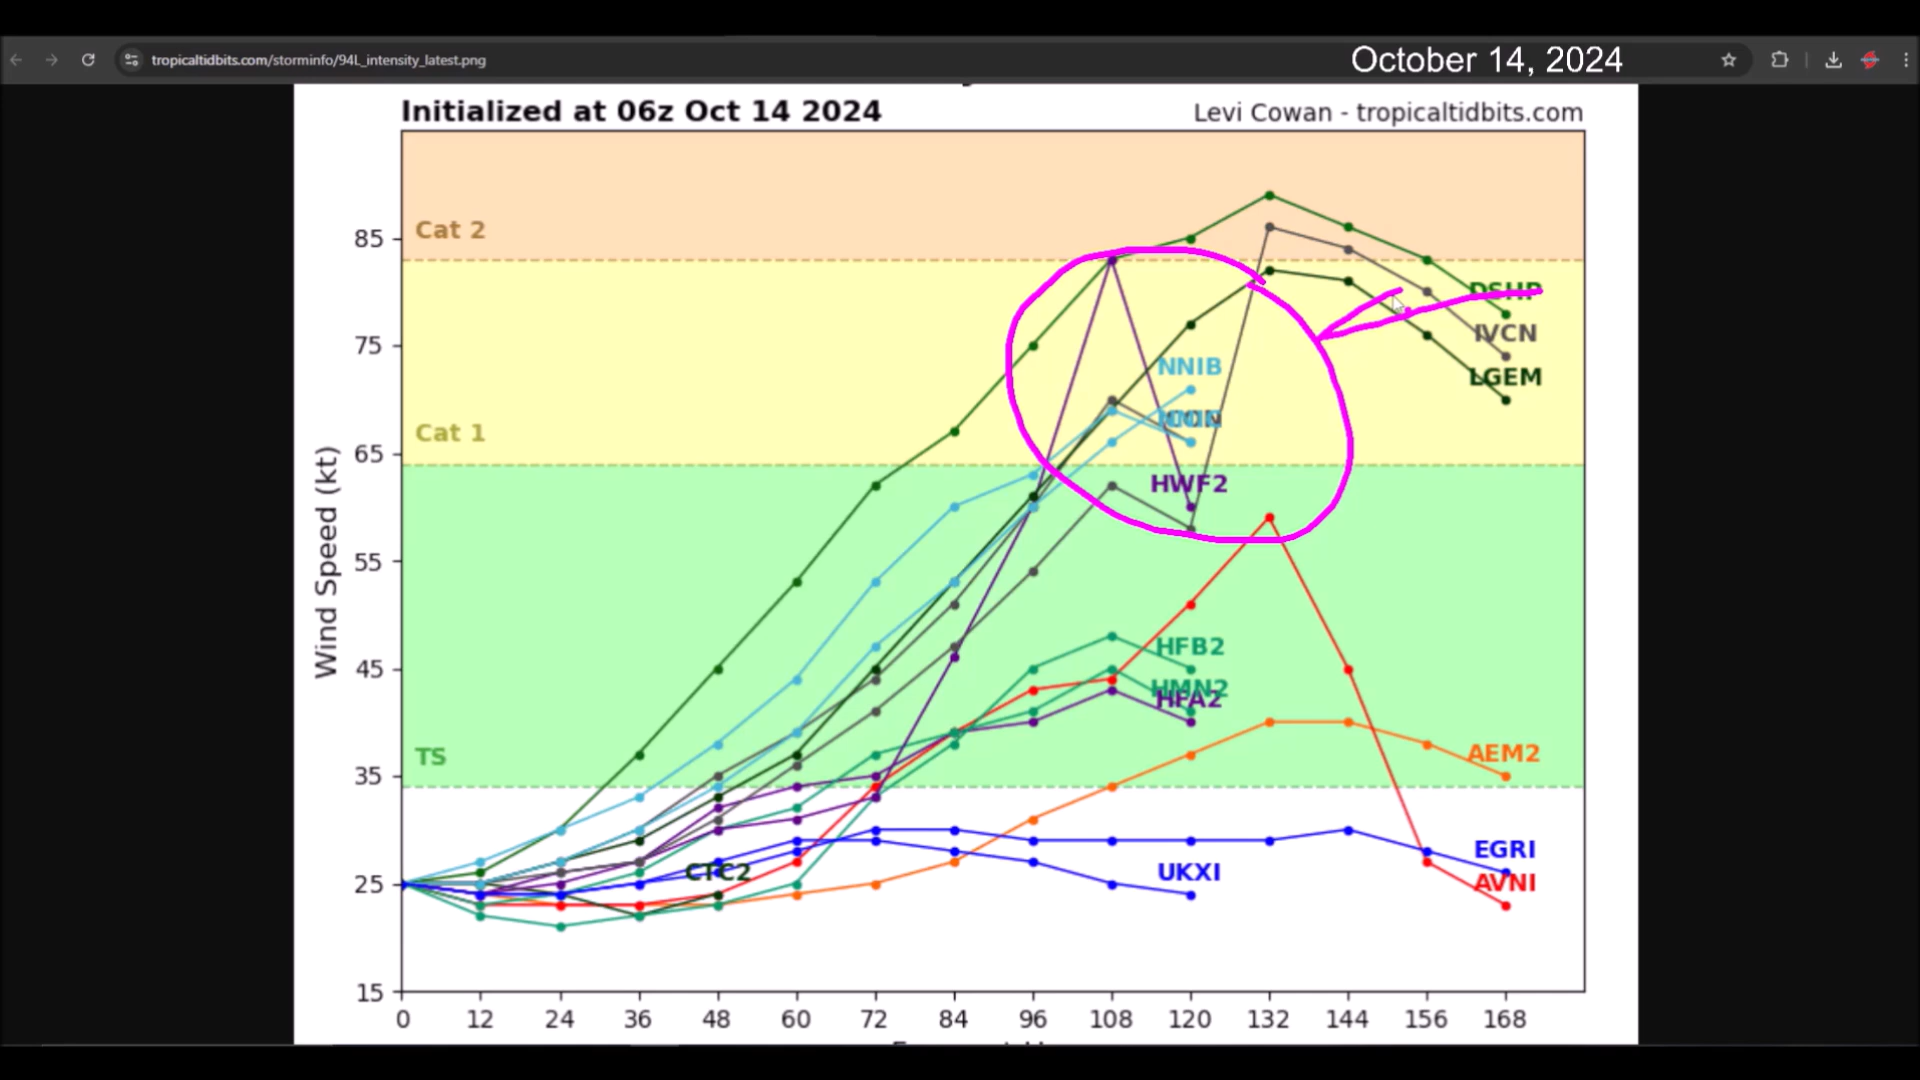 tropicaltidbits.com/storminfo/94L_intensity_latest.png
October 14, 2024
Initialized at 06z Oct 14 2024
Levi Cowan - tropicaltidbits.com
Wind Speed (kt)
85
75
65
55
45
35
25
15
Cat 2
Cat 1
TS
DSHP
IVCN
LGEM
NNIB
HWF2
HFB2
HMN2
HFA2
AEM2
CTC2
UKXI
EGRI
AVNI
0 12 24 36 48 60 72 84 96 108 120 132 144 156 168